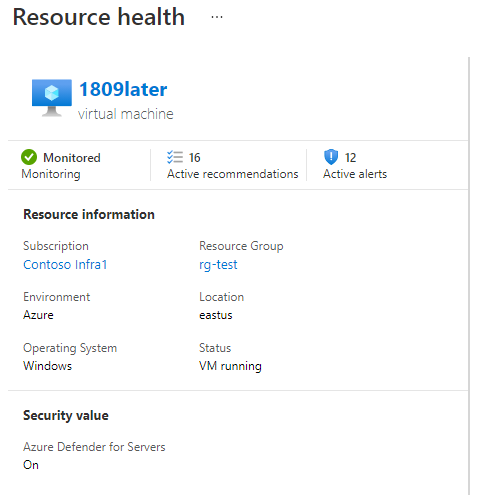 Resource health ...
1809later
virtual machine
Monitored
Monitoring
16
Active recommendations
12
Active alerts
Resource information
Subscription
Contoso Infra1
Resource Group
rg-test
Environment
Azure
Location
eastus
Operating System
Windows
Status
VM running
Security value
Azure Defender for Servers
On